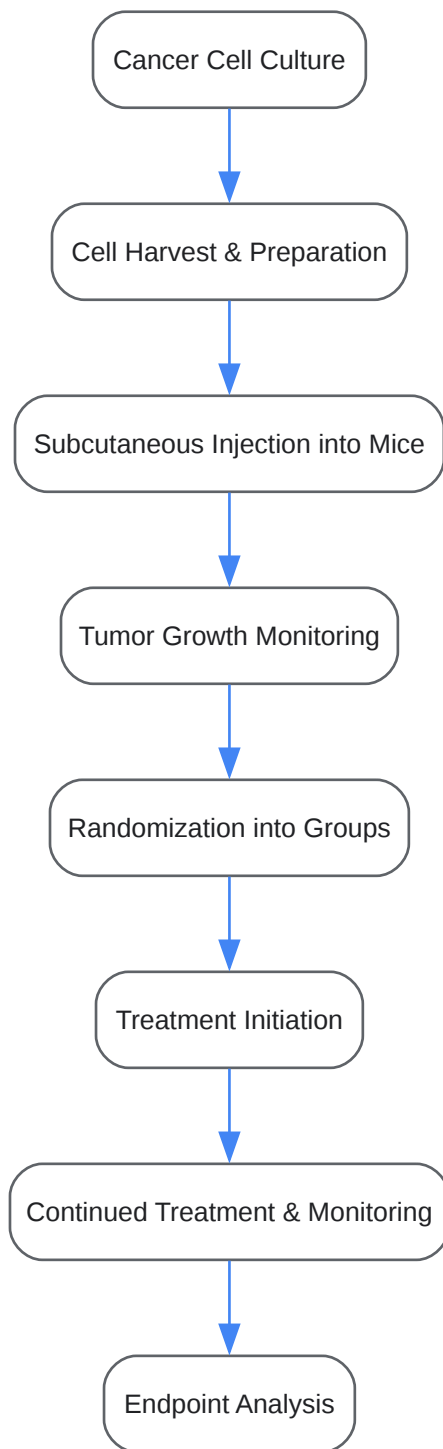 Cancer Cell Culture
Cell Harvest & Preparation
Subcutaneous Injection into Mice
Tumor Growth Monitoring
Randomization into Groups
Treatment Initiation
Continued Treatment & Monitoring
Endpoint Analysis